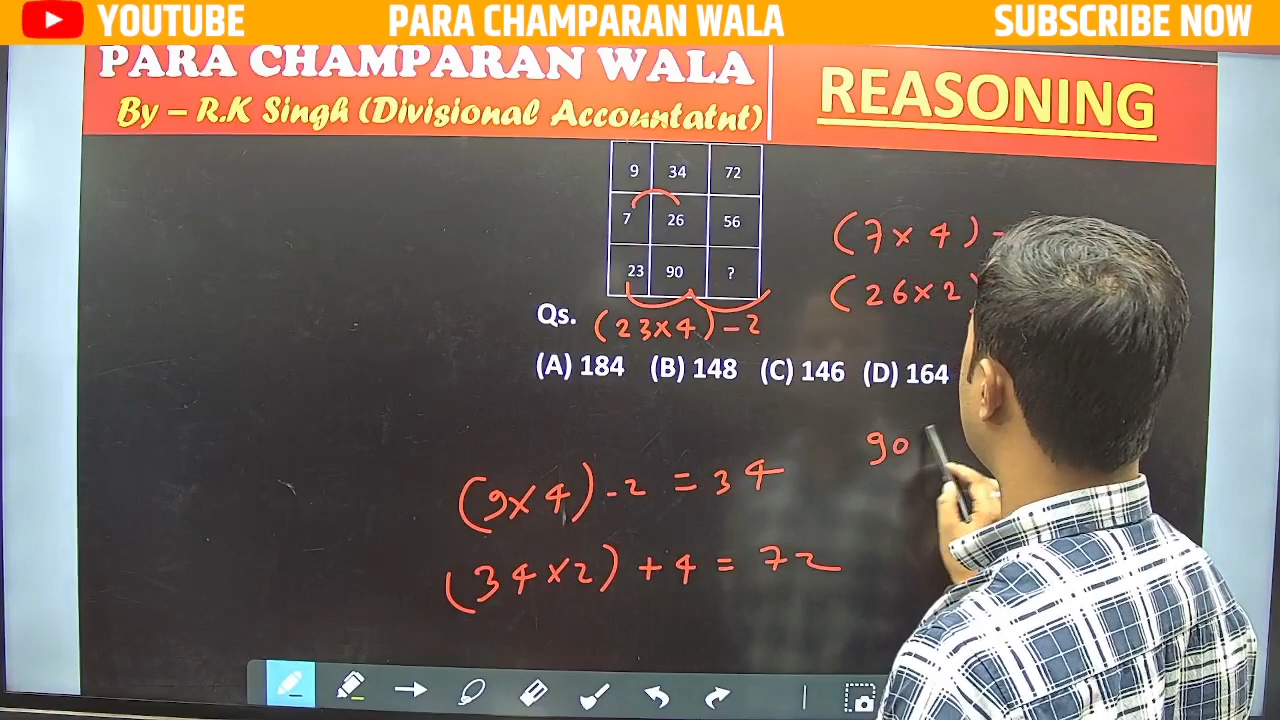 YOUTUBE PARA CHAMPARAN WALA SUBSCRIBE NOW
PARA CHAMPARAN WALA
By – R.K Singh (Divisional Accountatnt)
REASONING
9 34 72
7 26 56
23 90 ?
(7×4) -
(26×2)
Qs.
(23×4) - 2
(A) 184 (B) 148 (C) 146 (D) 164
90
(9×4) - 2 = 34
(34×2) + 4 = 72